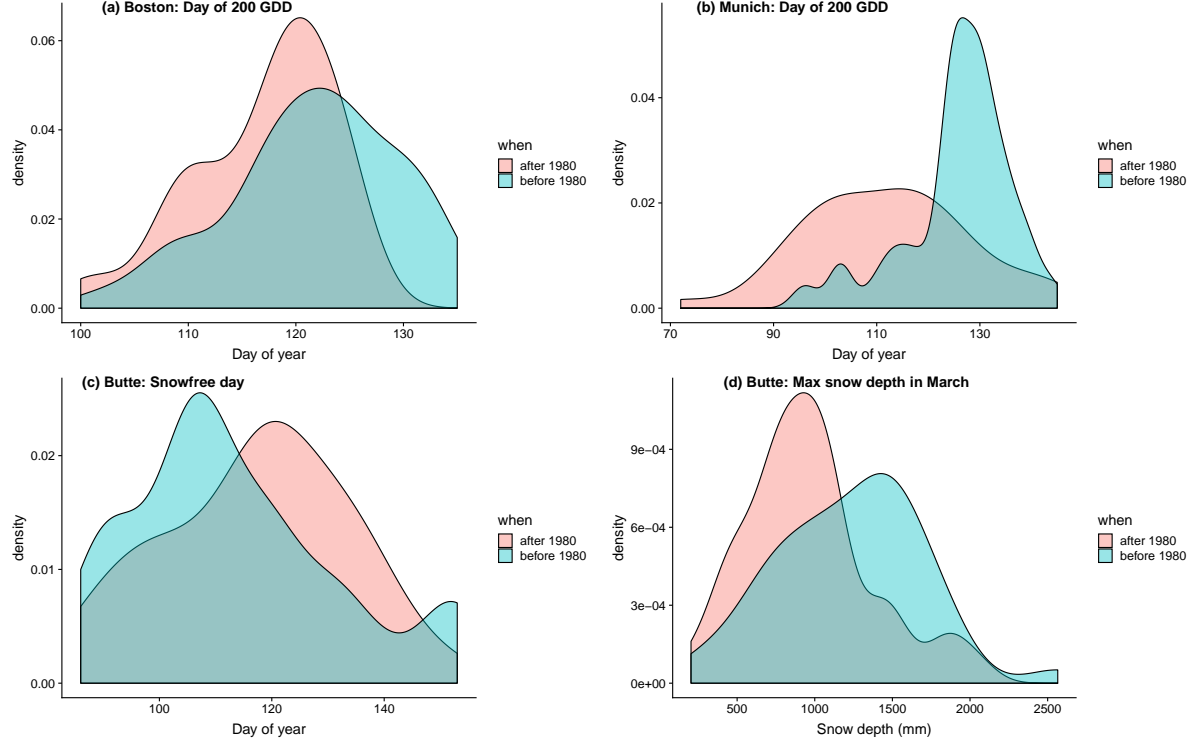 (a) Boston: Day of 200 GDD
density
0.06
0.04
0.02
0.00
100 110 120 130
Day of year
when
after 1980
before 1980
(b) Munich: Day of 200 GDD
density
0.04
0.02
0.00
70 90 110 130
Day of year
when
after 1980
before 1980
(c) Butte: Snowfree day
density
0.02
0.01
0.00
100 120 140
Day of year
when
after 1980
before 1980
(d) Butte: Max snow depth in March
density
9e−04
6e−04
3e−04
0e+00
500 1000 1500 2000 2500
Snow depth (mm)
when
after 1980
before 1980